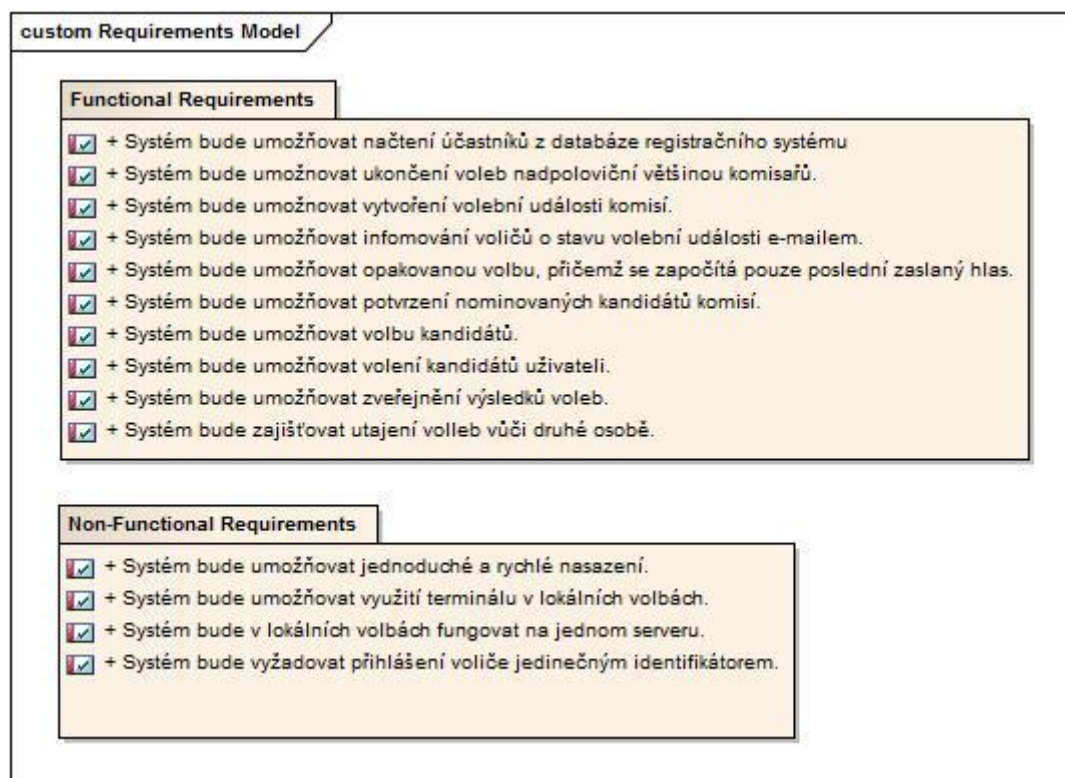 custom Requirements Model
Functional Requirements
+ Systém bude umožňovat načtení účastníků z databáze registračního systému
+ Systém bude umožnovat ukončení voleb nadpoloviční většinou komisařů.
+ Systém bude umožnovat vytvoření volební události komisí.
+ Systém bude umožňovat infomování voličů o stavu volební události e-mailem.
+ Systém bude umožňovat opakovanou volbu, přičemž se započítá pouze poslední zaslaný hlas.
+ Systém bude umožňovat potvrzení nominovaných kandidátů komisí.
+ Systém bude umožňovat volbu kandidátů.
+ Systém bude umožňovat volení kandidátů uživateli.
+ Systém bude umožňovat zveřejnění výsledků voleb.
+ Systém bude zajišťovat utajení volleb vůči druhé osobě.
Non-Functional Requirements
+ Systém bude umožňovat jednoduché a rychlé nasazení.
+ Systém bude umožňovat využití terminálu v lokálních volbách.
+ Systém bude v lokálních volbách fungovat na jednom serveru.
+ Systém bude vyžadovat přihlášení voliče jedinečným identifikátorem.